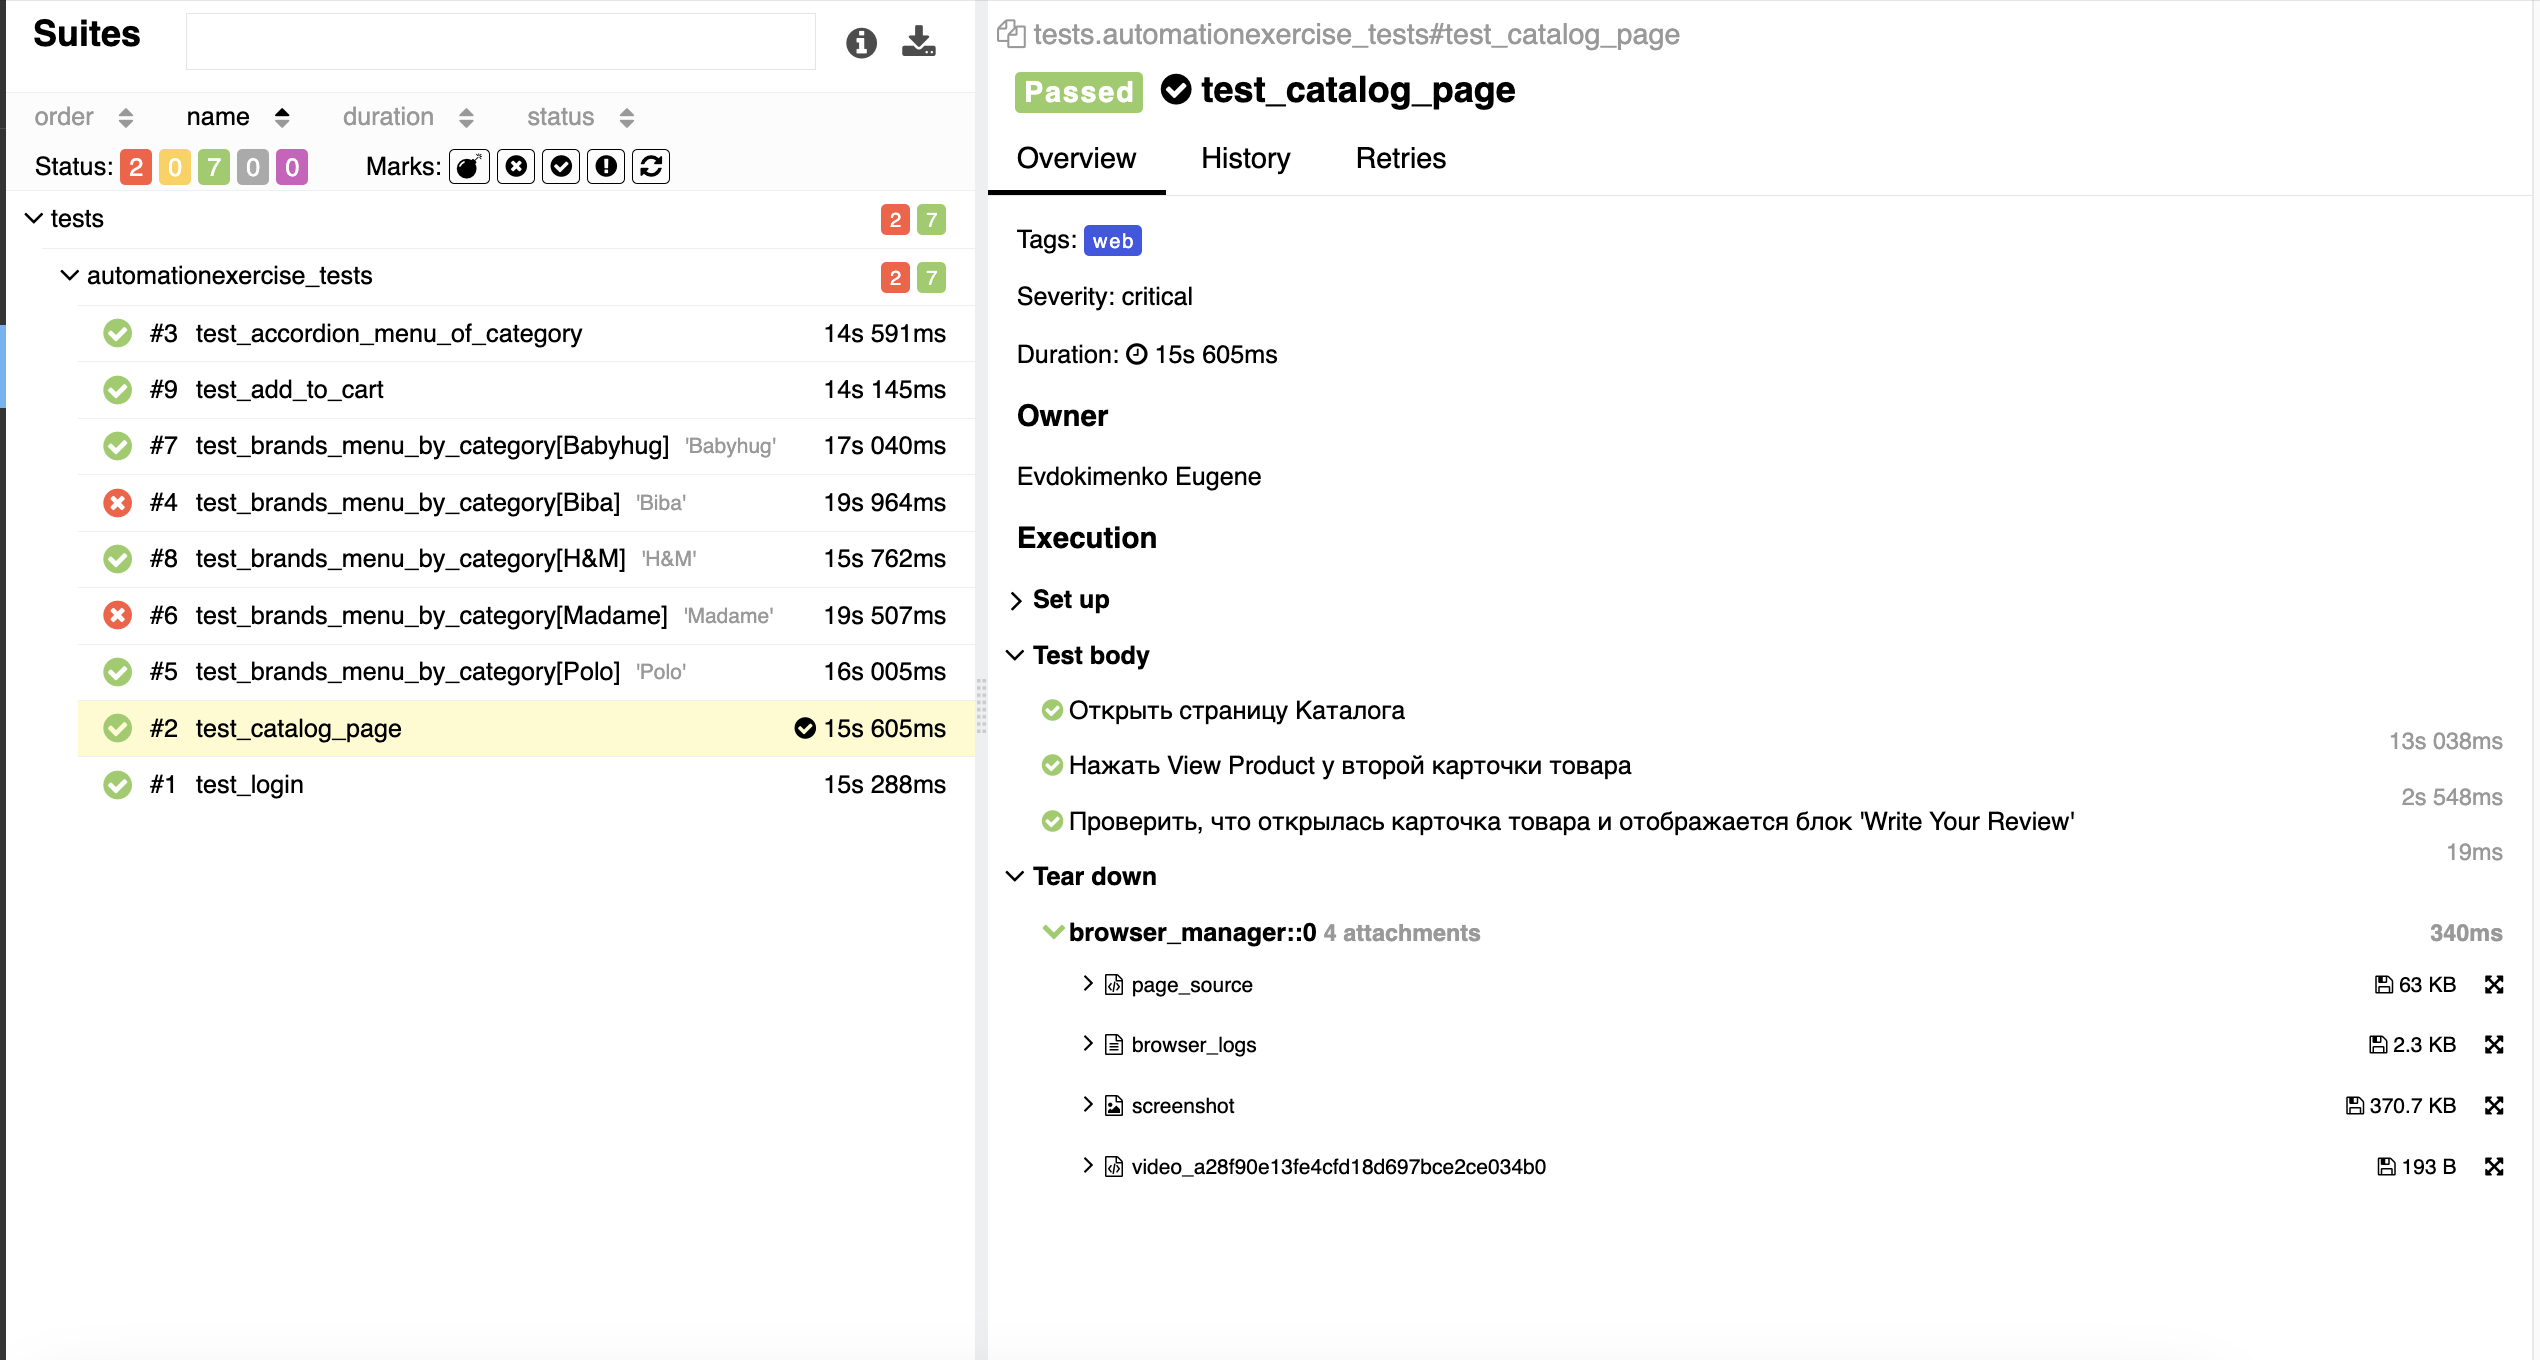 Suites
order name duration status
Status: 2 0 7 0 0 Marks:
tests 2 7
automationexercise_tests 2 7
#3 test_accordion_menu_of_category 14s 591ms
#9 test_add_to_cart 14s 145ms
#7 test_brands_menu_by_category[Babyhug] 'Babyhug' 17s 040ms
#4 test_brands_menu_by_category[Biba] 'Biba' 19s 964ms
#8 test_brands_menu_by_category[H&M] 'H&M' 15s 762ms
#6 test_brands_menu_by_category[Madame] 'Madame' 19s 507ms
#5 test_brands_menu_by_category[Polo] 'Polo' 16s 005ms
#2 test_catalog_page 15s 605ms
#1 test_login 15s 288ms
tests.automationexercise_tests#test_catalog_page
Passed test_catalog_page
Overview History Retries
Tags: web
Severity: critical
Duration: 15s 605ms
Owner
Evdokimenko Eugene
Execution
Set up
Test body
Открыть страницу Каталога
13s 038ms
Нажать View Product у второй карточки товара
2s 548ms
Проверить, что открылась карточка товара и отображается блок 'Write Your Review'
19ms
Tear down
browser_manager::0 4 attachments 340ms
page_source 63 KB
browser_logs 2.3 KB
screenshot 370.7 KB
video_a28f90e13fe4cfd18d697bce2ce034b0 193 B